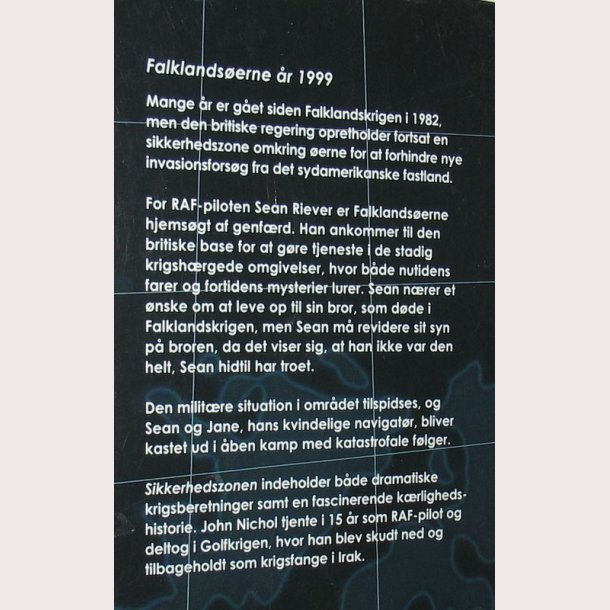 Falklandsøerne år 1999
Mange år er gået siden Falklandskrigen i 1982,
men den britiske regering opretholder fortsat en
sikkerhedszone omkring øerne for at forhindre nye
invasionsforsøg fra det sydamerikanske fastland.
For RAF-piloten Sean Riever er Falklandsøerne
hjemsøgt af genfærd. Han ankommer til den
britiske base for at gøre tjeneste i de stadig
krigshærgede omgivelser, hvor både nutidens
farer og fortidens mysterier lurer. Sean nærer et
ønske om at leve op til sin bror, som døde i
Falklandskrigen, men Sean må revidere sit syn
på broren, da det viser sig, at han ikke var den
helt, Sean hidtil har troet.
Den militære situation i området tilspidses, og
Sean og Jane, hans kvindelige navigatør, bliver
kastet ud i åben kamp med katastrofale følger.
Sikkerhedszonen indeholder både dramatiske
krigsberetninger samt en fascinerende kærligheds-
historie. John Nichol tjente i 15 år som RAF-pilot og
deltog i Golfkrigen, hvor han blev skudt ned og
tilbageholdt som krigsfange i Irak.